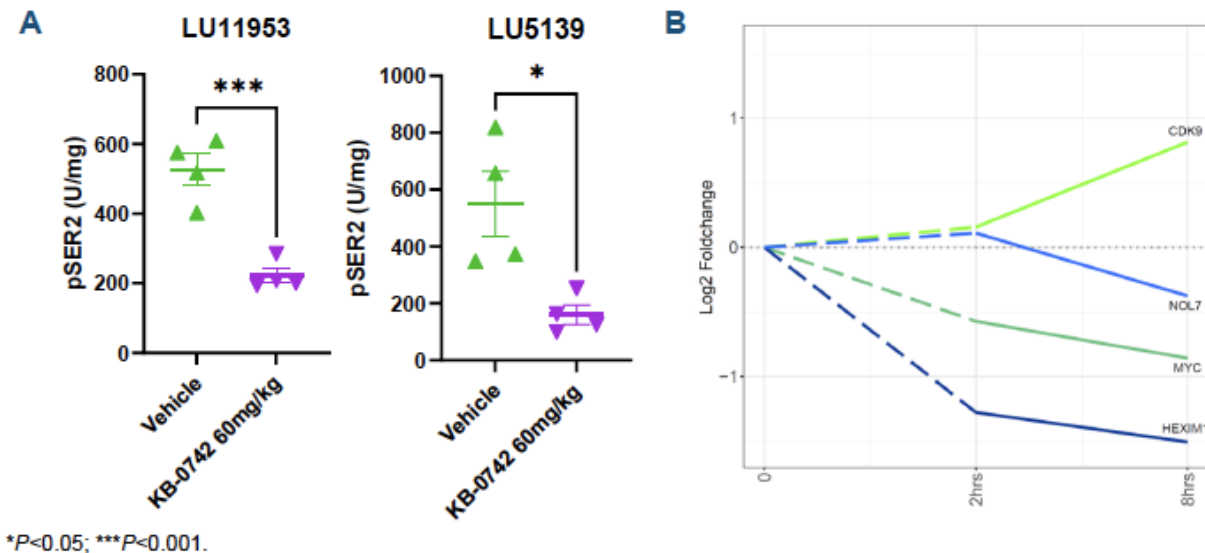 A
LU11953
pSER2 (U/mg)
800
600
400
200
0
***
Vehicle
KB-0742 60mg/kg
LU5139
pSER2 (U/mg)
1000
800
600
400
200
0
*
Vehicle
KB-0742 60mg/kg
B
Log2 Foldchange
1
0
−1
CDK9
NOL7
MYC
HEXIM1
0
2hrs
8hrs
*P<0.05; ***P<0.001.